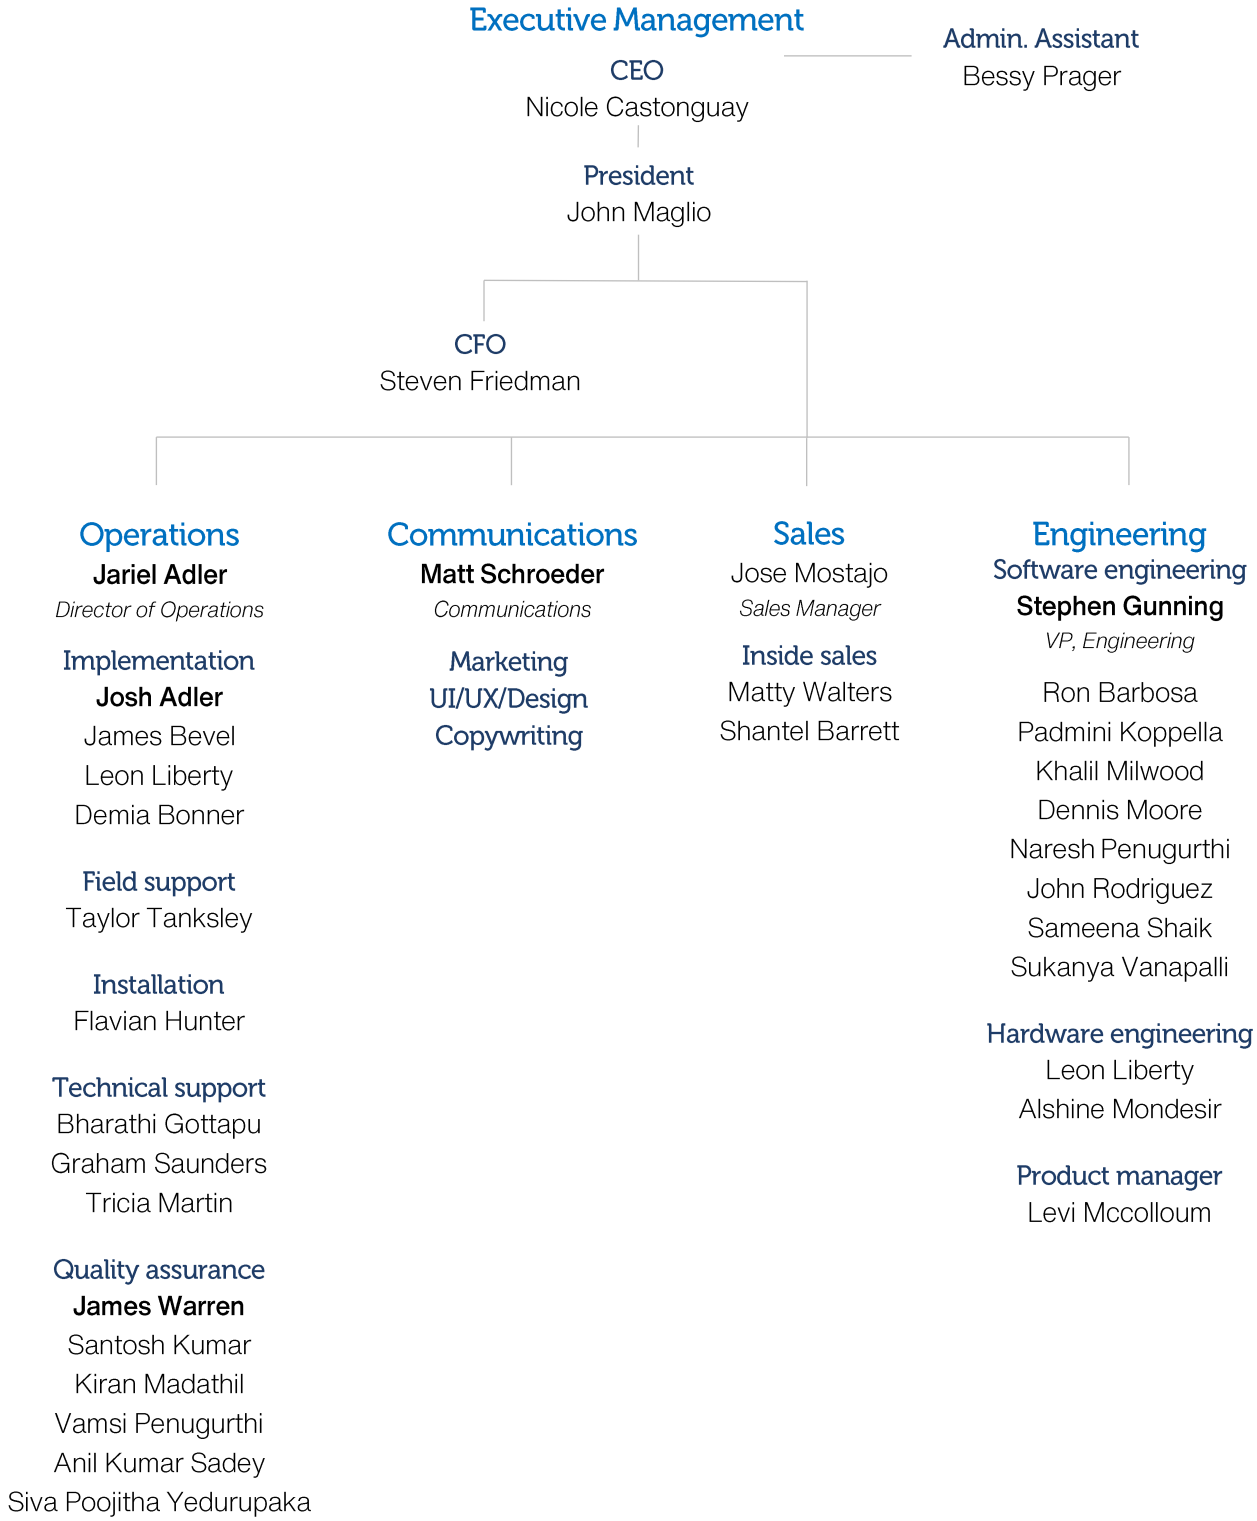 Executive Management
CEO
Nicole Castonguay
Admin. Assistant
Bessy Prager
President
John Maglio
CFO
Steven Friedman
Operations
Jariel Adler
Director of Operations
Implementation
Josh Adler
James Bevel
Leon Liberty
Demia Bonner
Field support
Taylor Tanksley
Installation
Flavian Hunter
Technical support
Bharathi Gottapu
Graham Saunders
Tricia Martin
Quality assurance
James Warren
Santosh Kumar
Kiran Madathil
Vamsi Penugurthi
Anil Kumar Sadey
Siva Poojitha Yedurupaka
Communications
Matt Schroeder
Communications
Marketing
UI/UX/Design
Copywriting
Sales
Jose Mostajo
Sales Manager
Inside sales
Matty Walters
Shantel Barrett
Engineering
Software engineering
Stephen Gunning
VP, Engineering
Ron Barbosa
Padmini Koppella
Khalil Milwood
Dennis Moore
Naresh Penugurthi
John Rodriguez
Sameena Shaik
Sukanya Vanapalli
Hardware engineering
Leon Liberty
Alshine Mondesir
Product manager
Levi Mccolloum